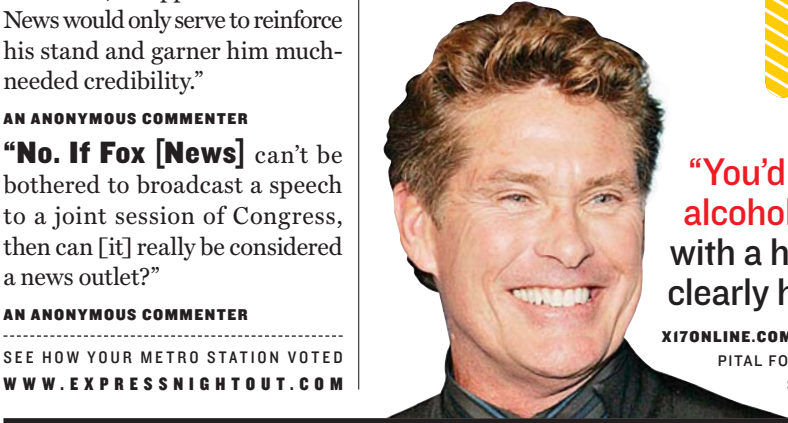 News would only serve to reinforce
his stand and garner him much-
needed credibility.”
AN ANONYMOUS COMMENTER
“No. If Fox [News] can’t be
bothered to broadcast a speech
to a joint session of Congress,
then can [it] really be considered
a news outlet?”
AN ANONYMOUS COMMENTER
SEE HOW YOUR METRO STATION VOTED
WWW.EXPRESSNIGHTOUT.COM
“You’d
with a
clearly
X17ONLINE.COM
PITAL